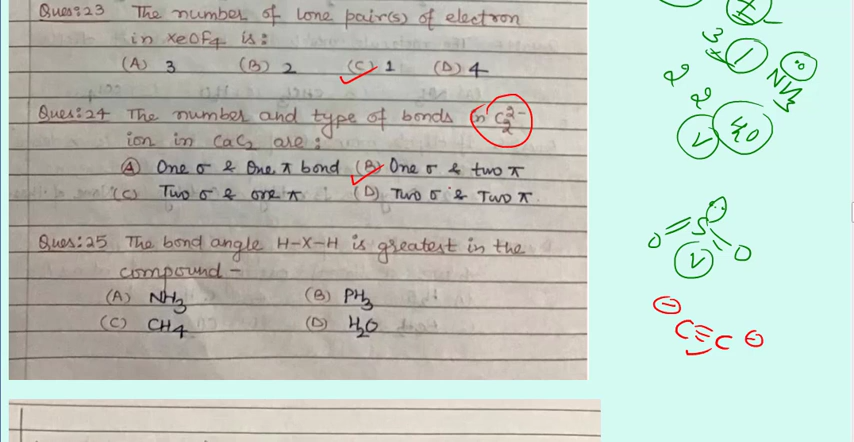 Ques:23 The number of lone pair(s) of electron
in XeOF4 is:
(A) 3 (B) 2 (C) 1 (D) 4
Ques:24 The number and type of bonds in C₂²⁻
ion in CaC₂ are:
(A) One σ & One π bond (B) One σ & two π
(C) Two σ & one π (D) Two σ & Two π.
Ques:25 The bond angle H-X-H is greatest in the
compound-
(A) NH3 (B) PH3
(C) CH4 (D) H2O
O=S=O
C≡C